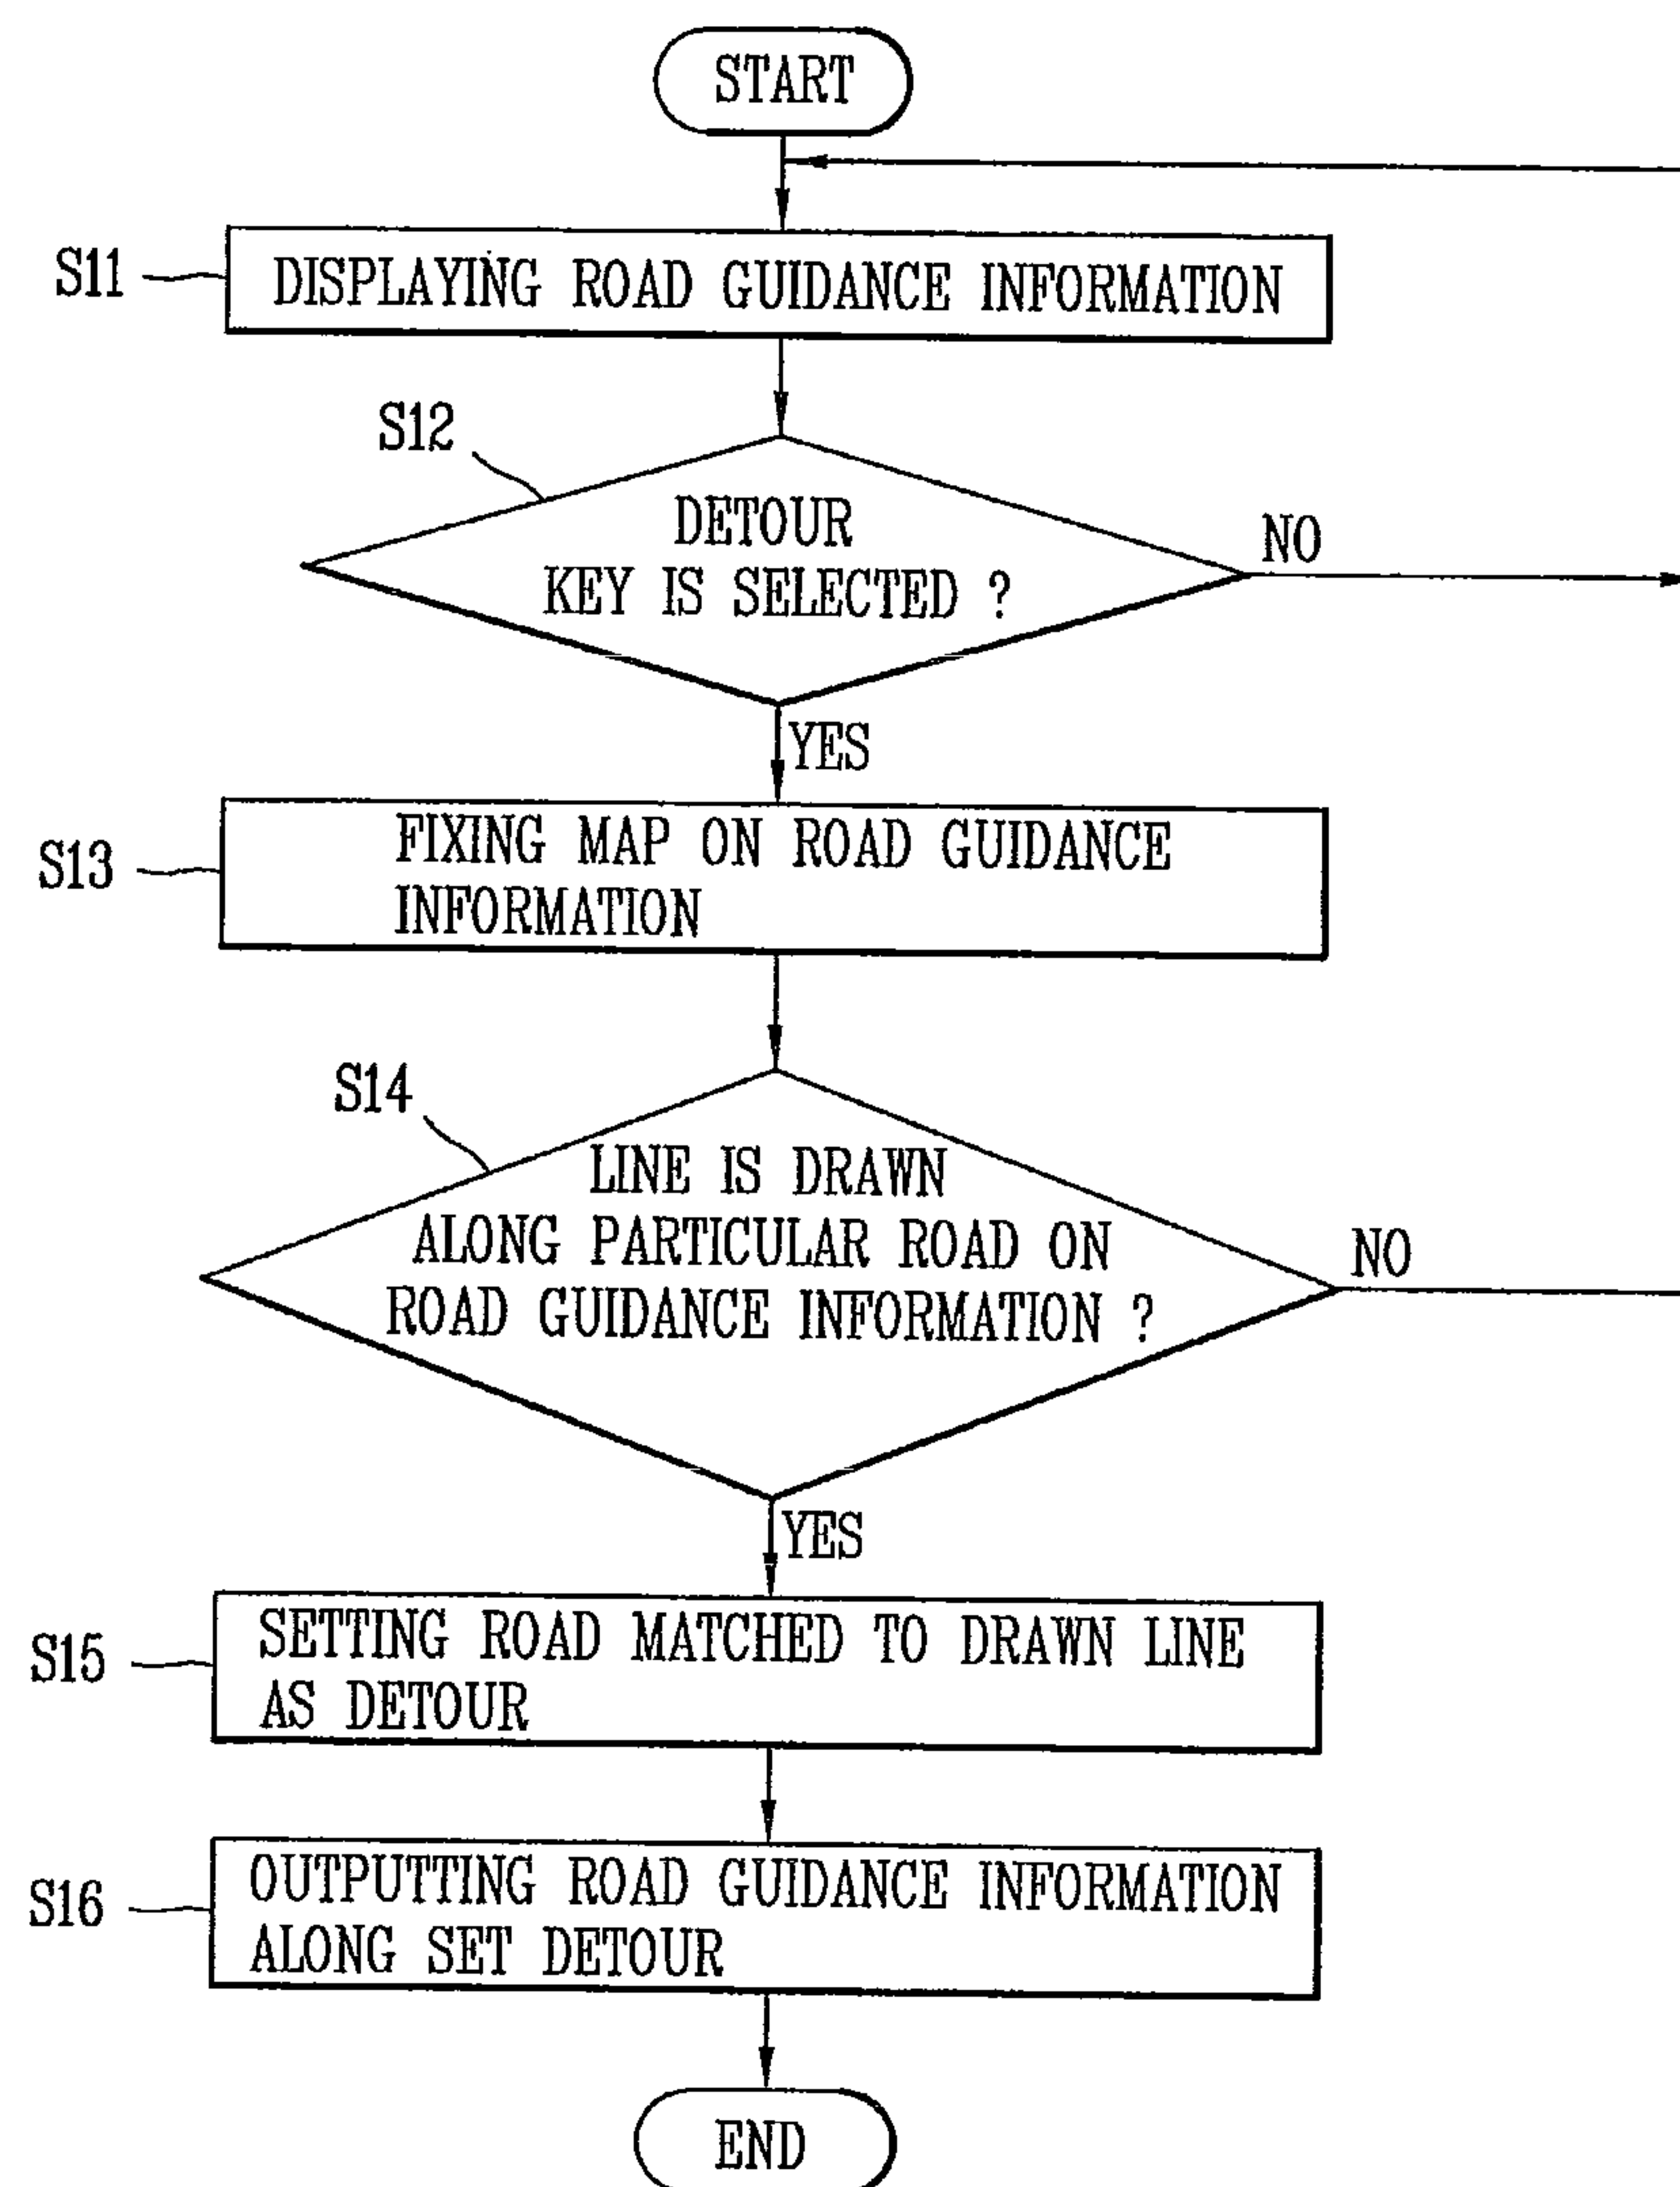 START
S11
DISPLAYING ROAD GUIDANCE INFORMATION
S12
DETOUR
KEY IS SELECTED ?
NO
YES
S13
FIXING MAP ON ROAD GUIDANCE
INFORMATION
S14
LINE IS DRAWN
ALONG PARTICULAR ROAD ON
ROAD GUIDANCE INFORMATION ?
NO
YES
S15
SETTING ROAD MATCHED TO DRAWN LINE
AS DETOUR
S16
OUTPUTTING ROAD GUIDANCE INFORMATION
ALONG SET DETOUR
END